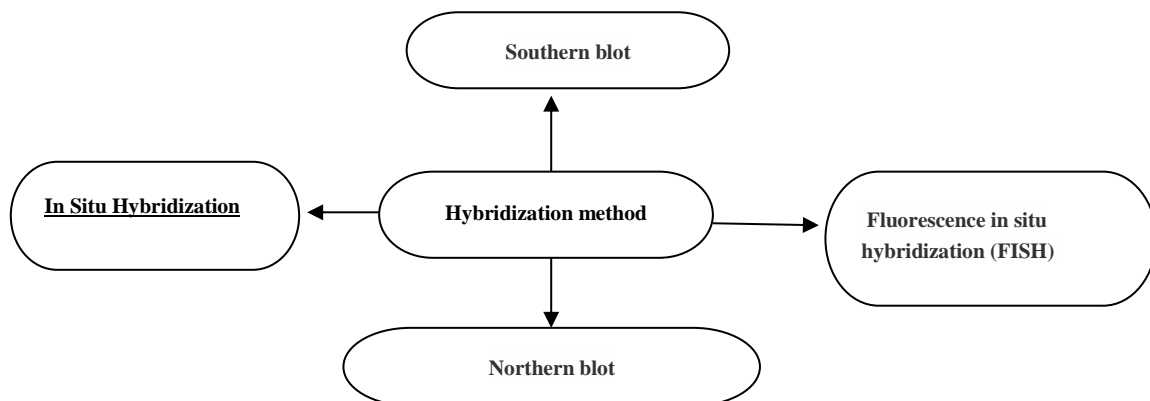 Southern blot
In Situ Hybridization
Hybridization method
Fluorescence in situ
hybridization (FISH)
Northern blot